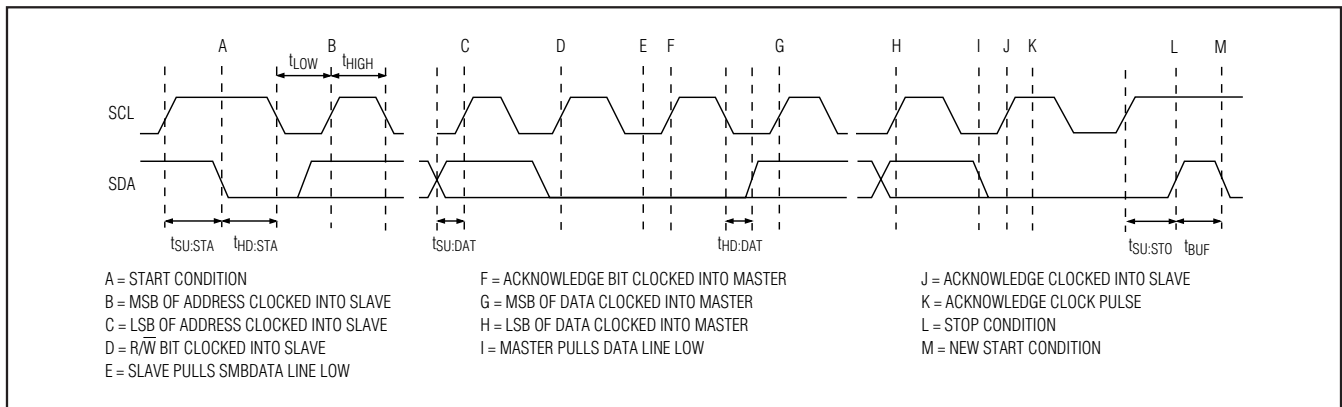 A B C D E F G H I J K L M
tLOW tHIGH
SCL
SDA
tSU:STA tHD:STA tSU:DAT tHD:DAT tSU:STO tBUF
A = START CONDITION
B = MSB OF ADDRESS CLOCKED INTO SLAVE
C = LSB OF ADDRESS CLOCKED INTO SLAVE
D = R/W̅ BIT CLOCKED INTO SLAVE
E = SLAVE PULLS SMBDATA LINE LOW
F = ACKNOWLEDGE BIT CLOCKED INTO MASTER
G = MSB OF DATA CLOCKED INTO MASTER
H = LSB OF DATA CLOCKED INTO MASTER
I = MASTER PULLS DATA LINE LOW
J = ACKNOWLEDGE CLOCKED INTO SLAVE
K = ACKNOWLEDGE CLOCK PULSE
L = STOP CONDITION
M = NEW START CONDITION